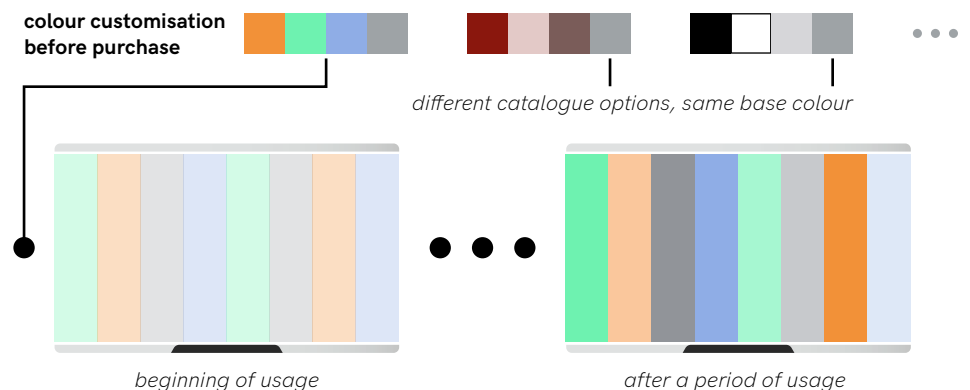 colour customisation
before purchase
different catalogue options, same base colour
beginning of usage
after a period of usage